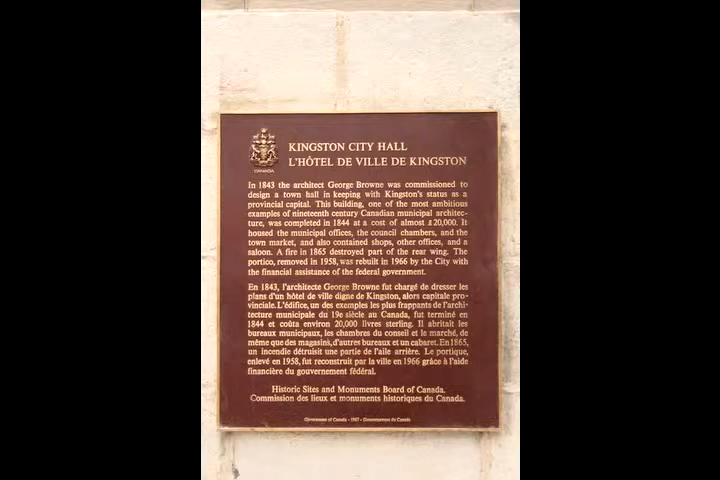 CANADA
KINGSTON CITY HALL
L'HÔTEL DE VILLE DE KINGSTON
In 1843 the architect George Browne was commissioned to
design a town hall in keeping with Kingston's status as a
provincial capital. This building, one of the most ambitious
examples of nineteenth century Canadian municipal architec-
ture, was completed in 1844 at a cost of almost £20,000. It
housed the municipal offices, the council chambers, and the
town market, and also contained shops, other offices, and a
saloon. A fire in 1865 destroyed part of the rear wing. The
portico, removed in 1958, was rebuilt in 1966 by the City with
the financial assistance of the federal government.
En 1843, l'architecte George Browne fut chargé de dresser les
plans d'un hôtel de ville digne de Kingston, alors capitale pro-
vinciale. L'édifice, un des exemples les plus frappants de l'archi-
tecture municipale du 19e siècle au Canada, fut terminé en
1844 et coûta environ 20,000 livres sterling. Il abritait les
bureaux municipaux, les chambres du conseil et le marché, de
même que des magasins, d'autres bureaux et un cabaret. En 1865,
un incendie détruisit une partie de l'aile arrière. Le portique,
enlevé en 1958, fut reconstruit par la ville en 1966 grâce à l'aide
financière du gouvernement fédéral.
Historic Sites and Monuments Board of Canada.
Commission des lieux et monuments historiques du Canada.
Government of Canada - 1967 - Gouvernement du Canada